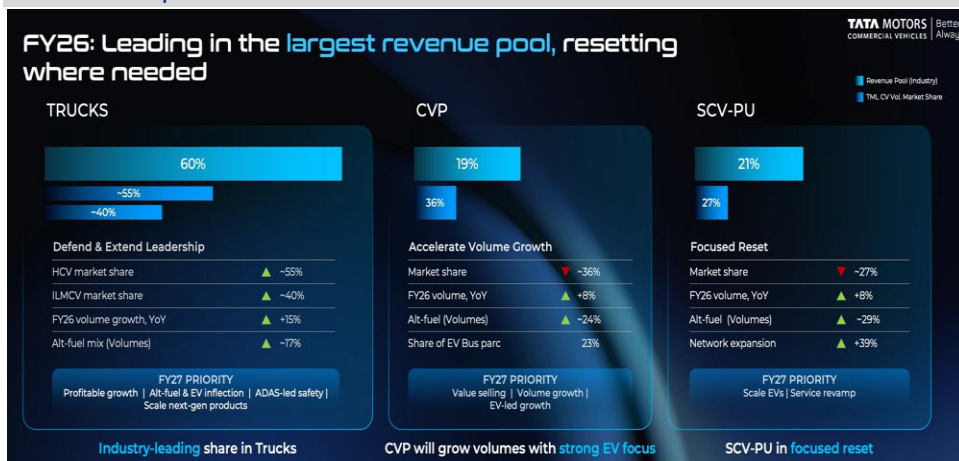 FY26: Leading in the largest revenue pool, resetting
where needed
TATA MOTORS
COMMERCIAL VEHICLES
Better
Revenue Pool (Industry)
TML CV Vol. Market Share
TRUCKS
60%
~55%
~40%
Defend & Extend Leadership
HCV market share ▲ ~55%
ILMCV market share ▲ ~40%
FY26 volume growth, YoY ▲ +15%
Alt-fuel mix (Volumes) ▲ ~17%
FY27 PRIORITY
Profitable growth | Alt-fuel & EV inflection | ADAS-led safety |
Scale next-gen products
Industry-leading share in Trucks
CVP
19%
36%
Accelerate Volume Growth
Market share ▼ ~36%
FY26 volume, YoY ▲ +8%
Alt-fuel (Volumes) ▲ ~24%
Share of EV Bus parc 23%
FY27 PRIORITY
Value selling | Volume growth |
EV-led growth
CVP will grow volumes with strong EV focus
SCV-PU
21%
27%
Focused Reset
Market share ▼ ~27%
FY26 volume, YoY ▲ +8%
Alt-fuel (Volumes) ▲ ~29%
Network expansion ▲ +39%
FY27 PRIORITY
Scale EVs | Service revamp
SCV-PU in focused reset